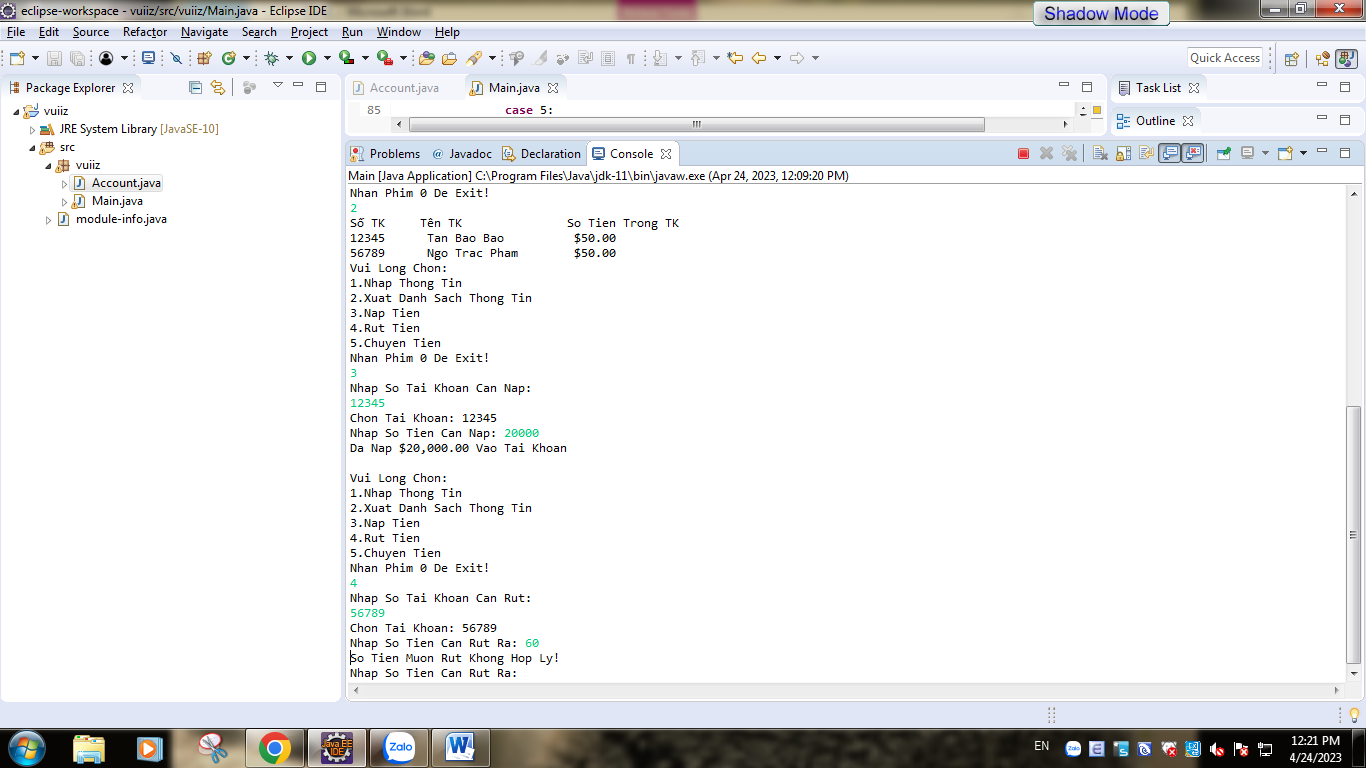 eclipse-workspace - vuiiz/src/vuiiz/Main.java - Eclipse IDE
Shadow Mode
File Edit Source Refactor Navigate Search Project Run Window Help
Quick Access
Package Explorer
vuiiz
JRE System Library [JavaSE-10]
src
vuiiz
Account.java
Main.java
module-info.java
Account.java
Main.java
85 case 5:
Task List
Outline
Problems @ Javadoc Declaration Console
Main [Java Application] C:\Program Files\Java\jdk-11\bin\javaw.exe (Apr 24, 2023, 12:09:20 PM)
Nhan Phim 0 De Exit!
2
Số TK Tên TK So Tien Trong TK
12345 Tan Bao Bao $50.00
56789 Ngo Trac Pham $50.00
Vui Long Chon:
1.Nhap Thong Tin
2.Xuat Danh Sach Thong Tin
3.Nap Tien
4.Rut Tien
5.Chuyen Tien
Nhan Phim 0 De Exit!
3
Nhap So Tai Khoan Can Nap:
12345
Chon Tai Khoan: 12345
Nhap So Tien Can Nap: 20000
Da Nap $20,000.00 Vao Tai Khoan
Vui Long Chon:
1.Nhap Thong Tin
2.Xuat Danh Sach Thong Tin
3.Nap Tien
4.Rut Tien
5.Chuyen Tien
Nhan Phim 0 De Exit!
4
Nhap So Tai Khoan Can Rut:
56789
Chon Tai Khoan: 56789
Nhap So Tien Can Rut Ra: 60
So Tien Muon Rut Khong Hop Ly!
Nhap So Tien Can Rut Ra:
Java EE
IDE
Zalo
EN
12:21 PM
4/24/2023